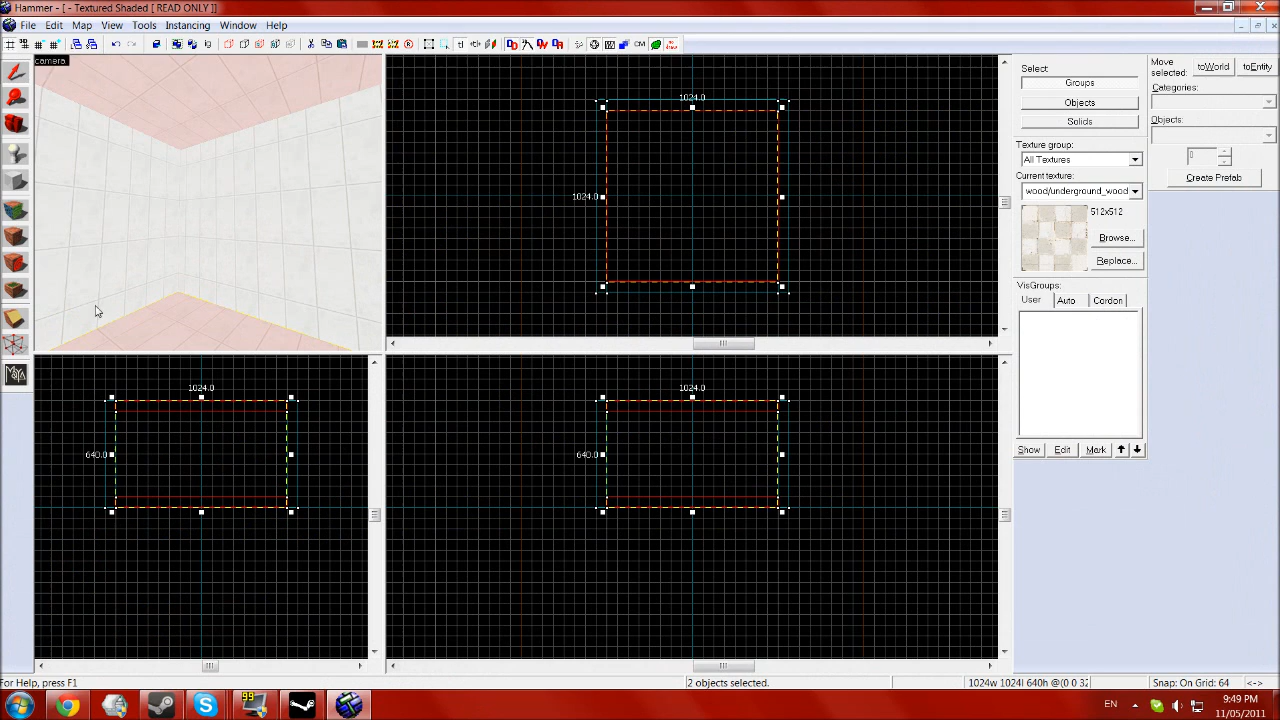 Hammer - [ - Textured Shaded [ READ ONLY ]]
File Edit Map View Tools Instancing Window Help
camera
1024.0
1024.0
1024.0
640.0
1024.0
640.0
Select:
Groups
Objects
Solids
Texture group:
All Textures
Current texture:
wood/underground_wood
512x512
Browse...
Replace...
VisGroups:
User Auto Cordon
Show Edit Mark
Move selected:
toWorld toEntity
Categories:
Objects:
0
Create Prefab
For Help, press F1
2 objects selected.
1024w 1024l 640h @(0 0 32
Snap: On Grid: 64
<->
99
EN
9:49 PM
11/05/2011